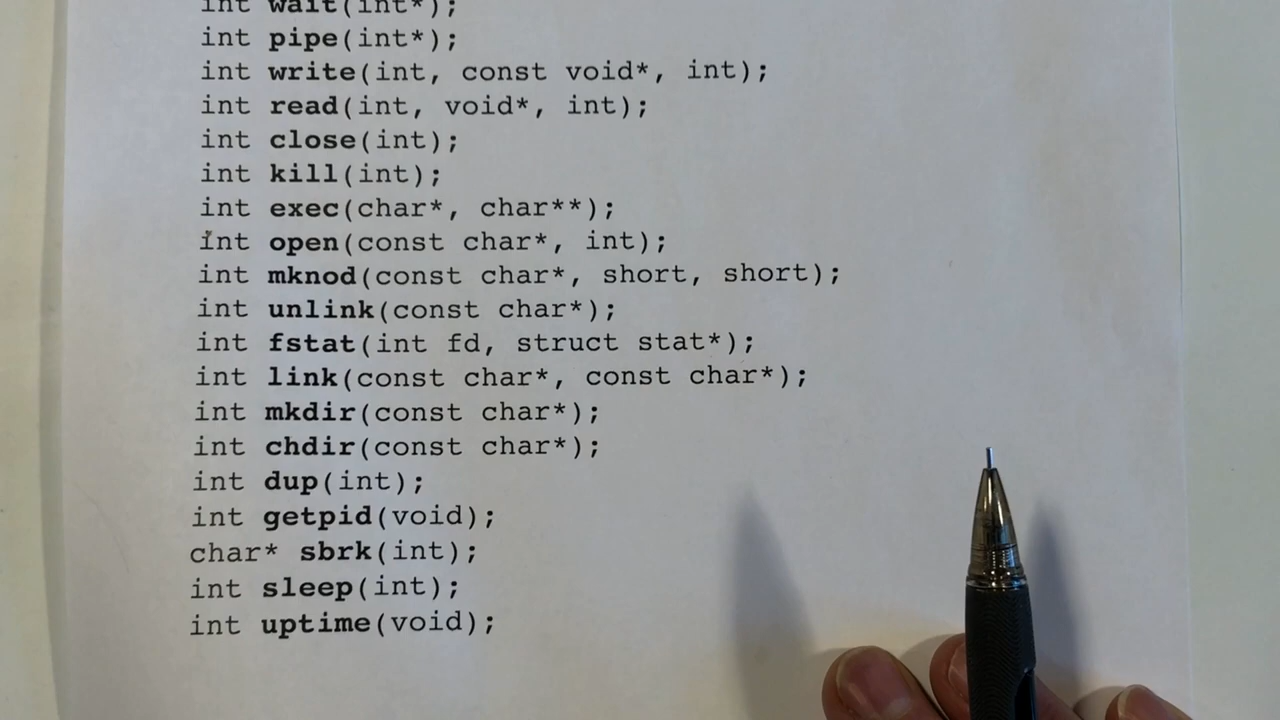 int wait(int*);
int pipe(int*);
int write(int, const void*, int);
int read(int, void*, int);
int close(int);
int kill(int);
int exec(char*, char**);
int open(const char*, int);
int mknod(const char*, short, short);
int unlink(const char*);
int fstat(int fd, struct stat*);
int link(const char*, const char*);
int mkdir(const char*);
int chdir(const char*);
int dup(int);
int getpid(void);
char* sbrk(int);
int sleep(int);
int uptime(void);